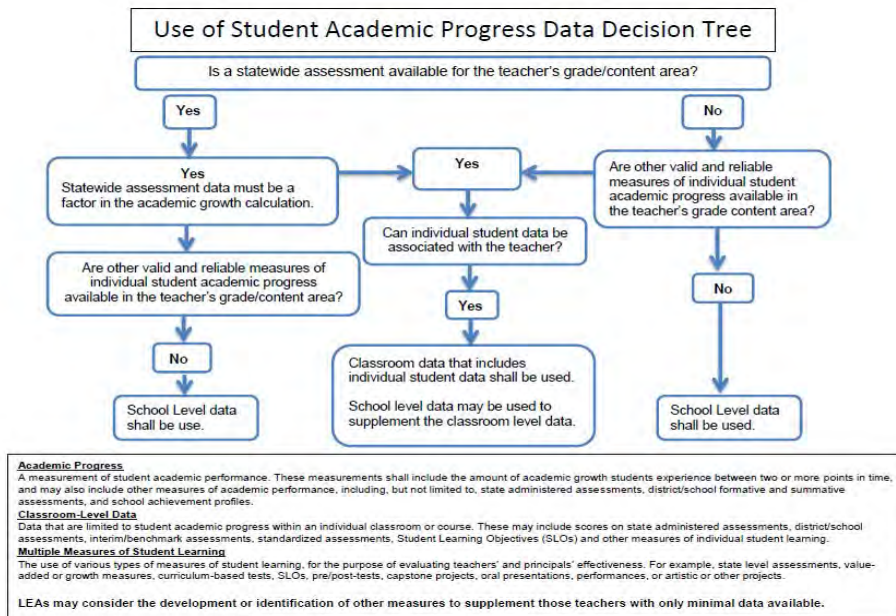 Use of Student Academic Progress Data Decision Tree
Is a statewide assessment available for the teacher's grade/content area?
Yes
No
Yes
Statewide assessment data must be a
factor in the academic growth calculation.
Yes
Are other valid and reliable
measures of individual student
academic progress available in
the teacher's grade content area?
Can individual student data be
associated with the teacher?
Are other valid and reliable measures of
individual student academic progress
available in the teacher's grade/content area?
Yes
No
No
Classroom data that includes
individual student data shall be used.
School level data may be used to
supplement the classroom level data.
School Level data
shall be use.
School Level data
shall be used.
Academic Progress
A measurement of student academic performance. These measurements shall include the amount of academic growth students experience between two or more points in time,
and may also include other measures of academic performance, including, but not limited to, state administered assessments, district/school formative and summative
assessments, and school achievement profiles.
Classroom-Level Data
Data that are limited to student academic progress within an individual classroom or course. These may include scores on state administered assessments, district/school
assessments, interim/benchmark assessments, standardized assessments, Student Learning Objectives (SLOs) and other measures of individual student learning.
Multiple Measures of Student Learning
The use of various types of measures of student learning, for the purpose of evaluating teachers' and principals' effectiveness. For example, state level assessments, value-
added or growth measures, curriculum-based tests, SLOs, pre/post-tests, capstone projects, oral presentations, performances, or artistic or other projects.
LEAs may consider the development or identification of other measures to supplement those teachers with only minimal data available.